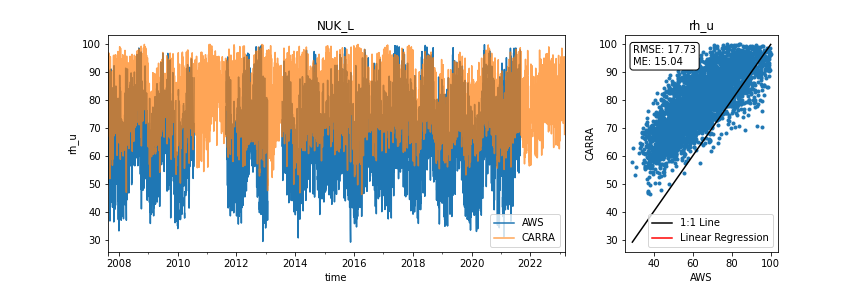 NUK_L
rh_u
100
90
80
70
60
50
40
30
2008
2010
2012
2014
2016
2018
2020
2022
time
AWS
CARRA
rh_u
RMSE: 17.73
ME: 15.04
CARRA
100
90
80
70
60
50
40
30
40
60
80
100
AWS
1:1 Line
Linear Regression